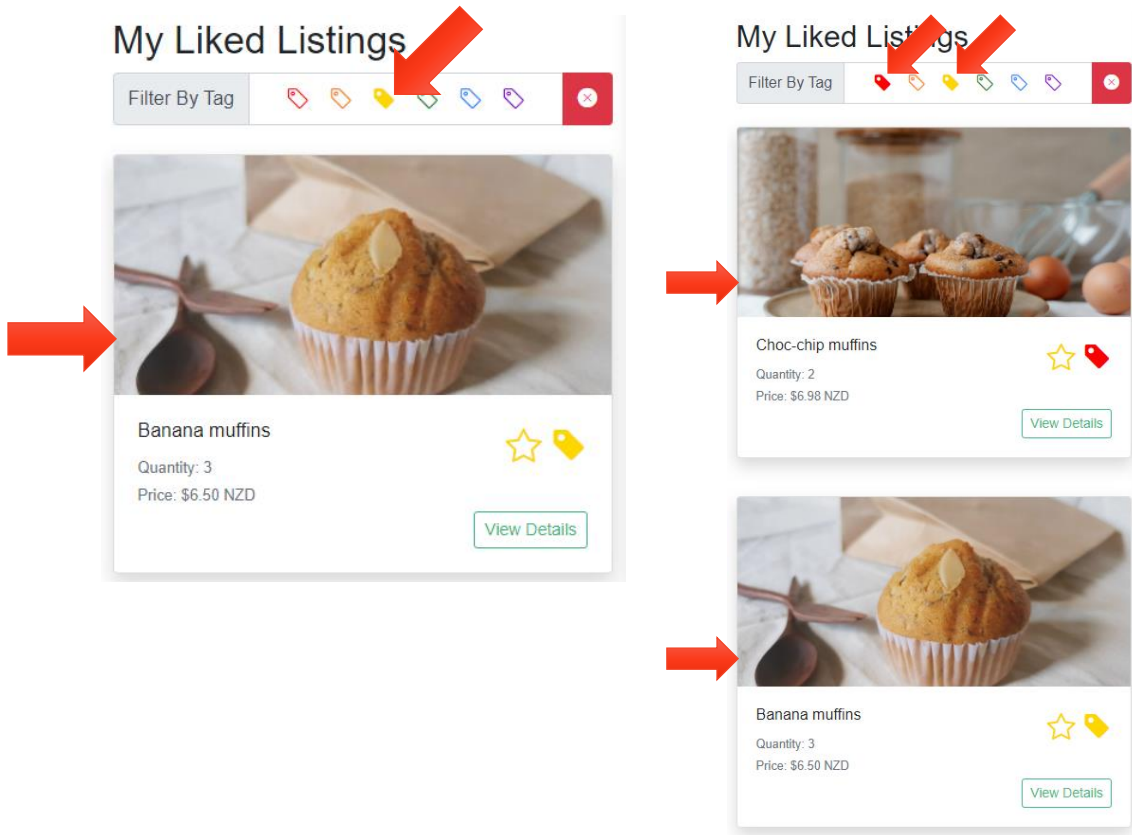 My Liked Listings
Filter By Tag
Banana muffins
Quantity: 3
Price: $6.50 NZD
View Details
My Liked Listings
Filter By Tag
Choc-chip muffins
Quantity: 2
Price: $6.98 NZD
View Details
Banana muffins
Quantity: 3
Price: $6.50 NZD
View Details